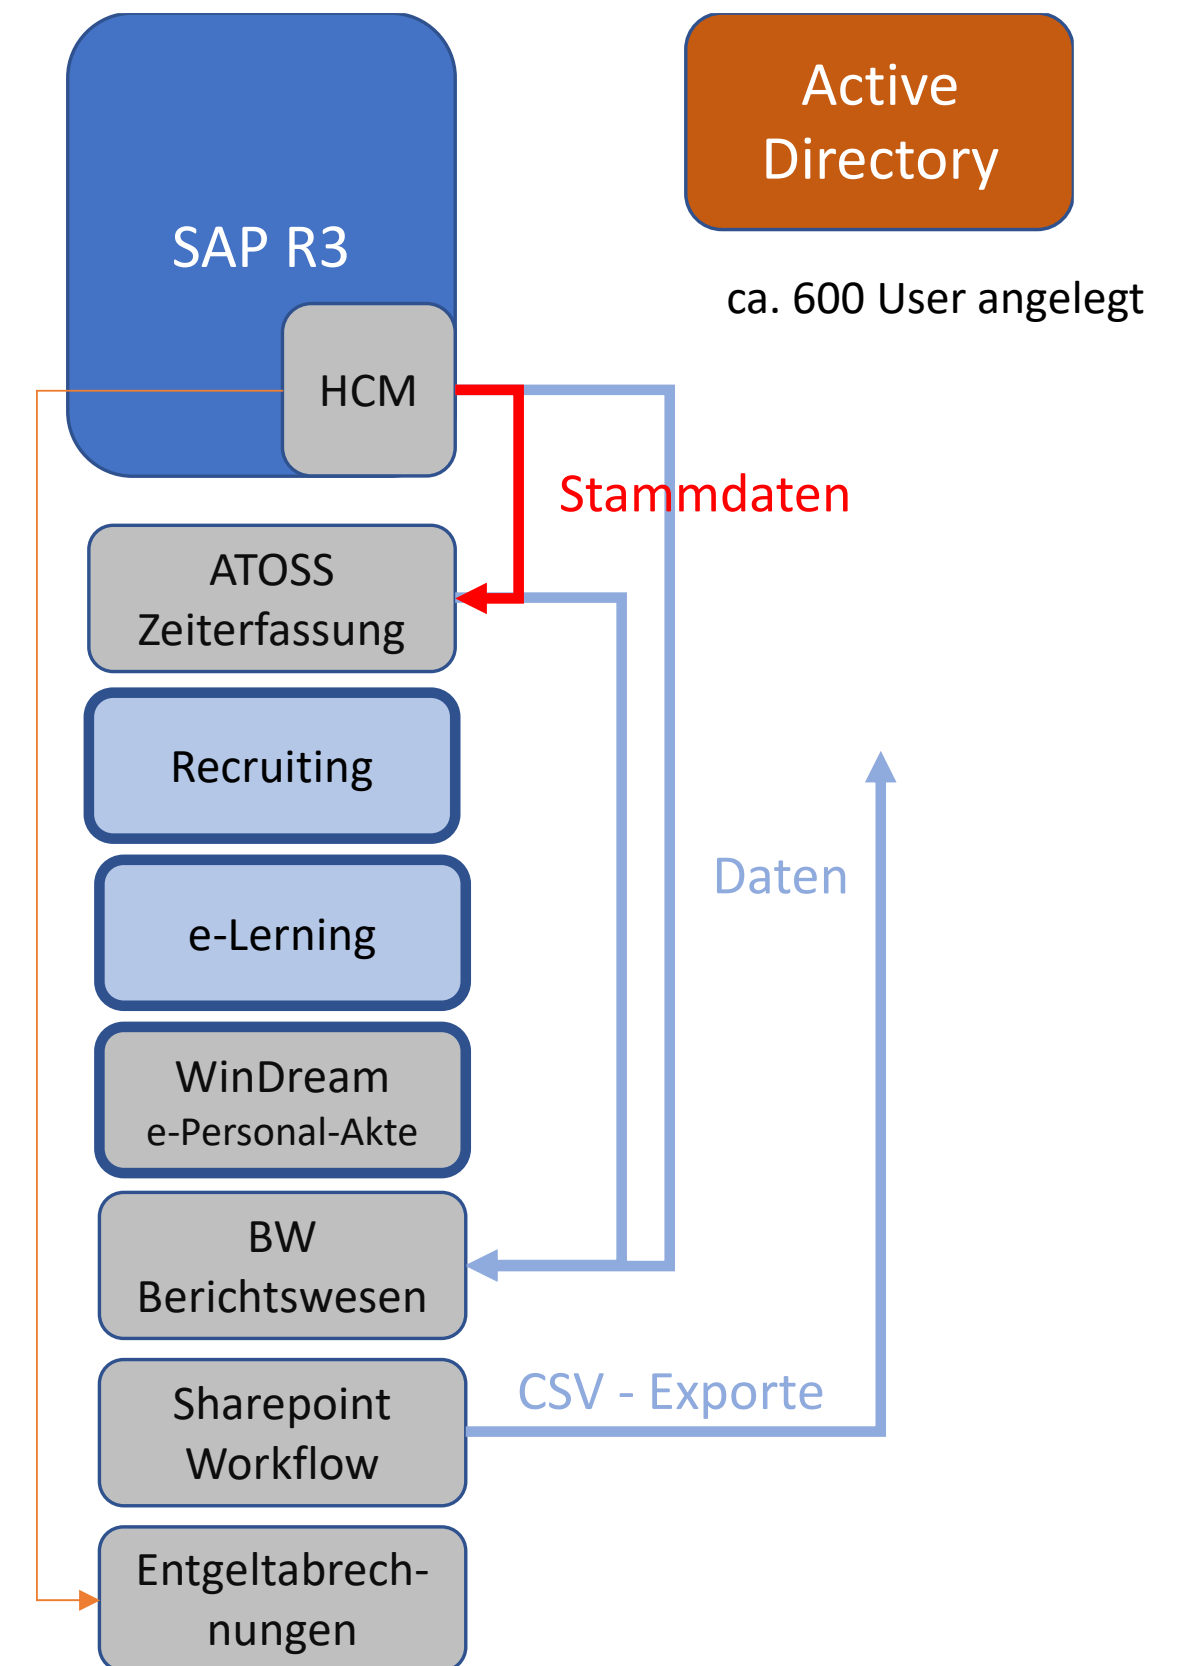 Active
Directory
SAP R3
ca. 600 User angelegt
HCM
Stammdaten
ATOSS
Zeiterfassung
Recruiting
Daten
e-Lerning
WinDream
e-Personal-Akte
BW
Berichtswesen
CSV - Exporte
Sharepoint
Workflow
Entgeltabrech-
nungen